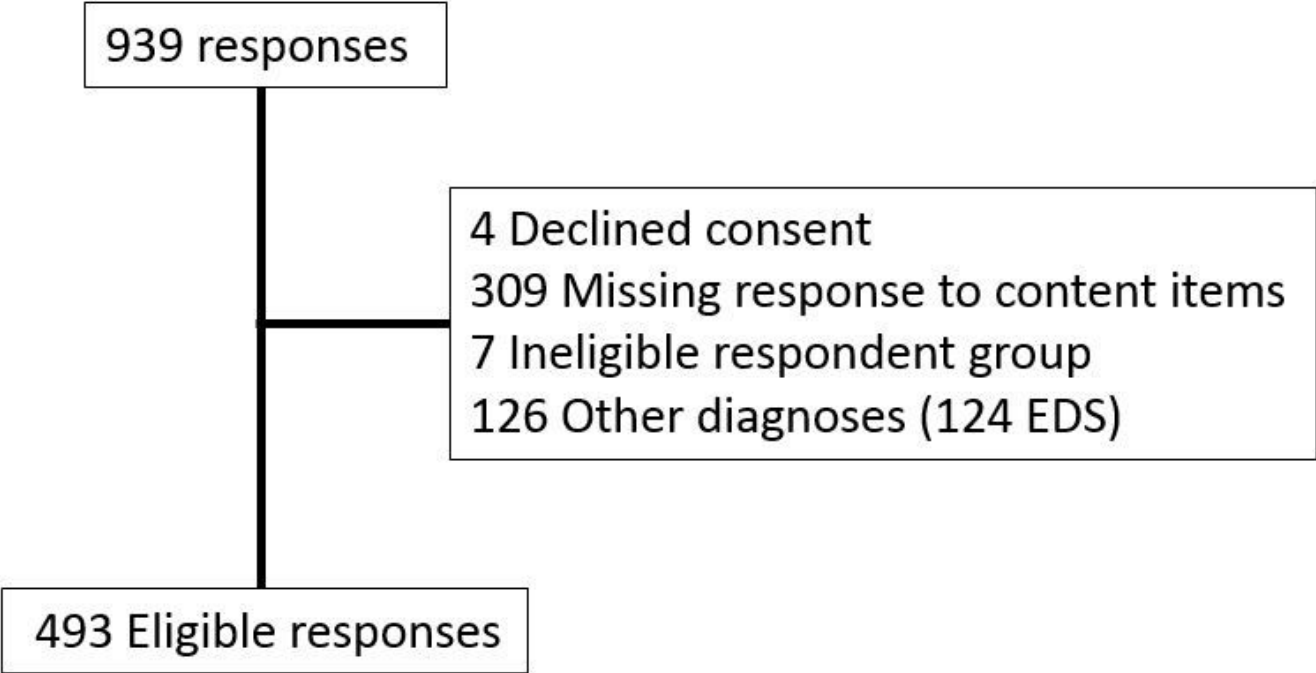 939 responses
4 Declined consent
309 Missing response to content items
7 Ineligible respondent group
126 Other diagnoses (124 EDS)
493 Eligible responses